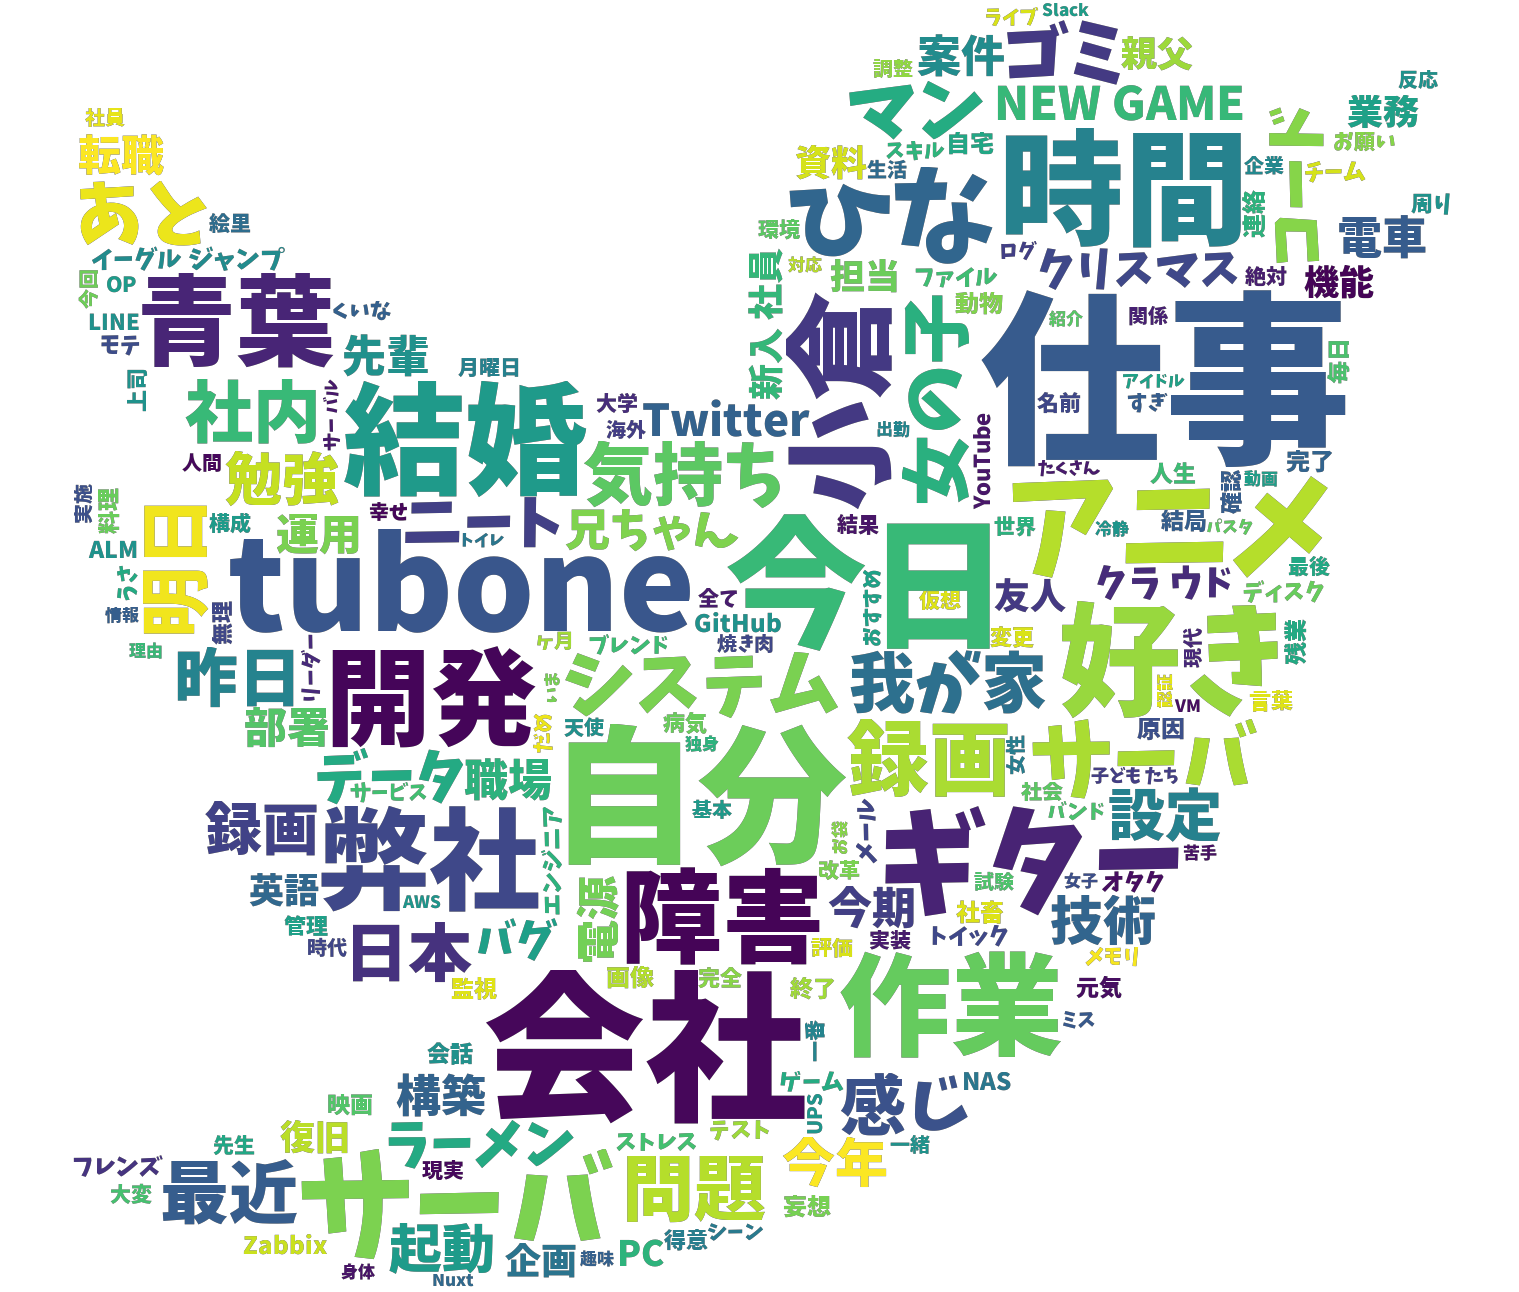 ライブ
Slack
案件
ゴミ
親父
調整
反応
マン
NEW GAME
業務
コード
お願い
社員
転職
スキル
自宅
資料
生活
時間
企業
チーム
あと
絵里
ひな
連絡
周り
電車
環境
イーグル ジャンプ
ログ
クリスマス
絶対
機能
今回
OP
青葉
くいな
新入 社員
対応
担当
ファイル
動物
LINE
モテ
先輩
月曜日
小倉
女の子
紹介
関係
仕事
毎日
上司
社内
サーバル
結婚
大学
海外
Twitter
出勤
YouTube
名前
アイドル
すぎ
人間
勉強
気持ち
たくさん
人生
確認
動画
完了
実施
料理
明日
構成
運用
幸せ
ニート
トイレ
兄ちゃん
結果
世界
アニメ
冷静
結局
パスタ
ALM
うさ
情報
無理
tubone
今日
全て
GitHub
焼き肉
おすすめ
仮想
友人
クラウド
最後
ディスク
理由
昨日
リーダー
開発
ヶ月
ブレンド
いま
システム
変更
我が家
好き
現代
残業
VM
言葉
部署
だめ
天使
自分
病気
独身
録画
女性
サーバ
原因
データ
サービス
職場
子ども たち
社会
バンド
設定
録画
弊社
エンジニア
基本
メール
ギター
苦手
英語
AWS
障害
改革
今期
試験
女子
オタク
管理
時代
日本
バグ
電源
社畜
技術
評価
実装
トイック
メモリ
監視
画像
完全
終了
作業
元気
会社
一番
ミス
会話
構築
ゲーム
感じ
NAS
映画
UPS
先生
復旧
ラーメン
ストレス
テスト
今年
一緒
フレンズ
大変
最近
サーバ
現実
問題
妄想
Zabbix
起動
企画
趣味
PC
得意
シーン
身体
Nuxt